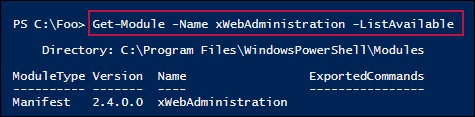 PS C:\Foo> Get-Module -Name xWebAdministration -ListAvailable
Directory: C:\Program Files\WindowsPowerShell\Modules
ModuleType Version Name ExportedCommands
---------- ------- ---- ----------------
Manifest 2.4.0.0 xWebAdministration